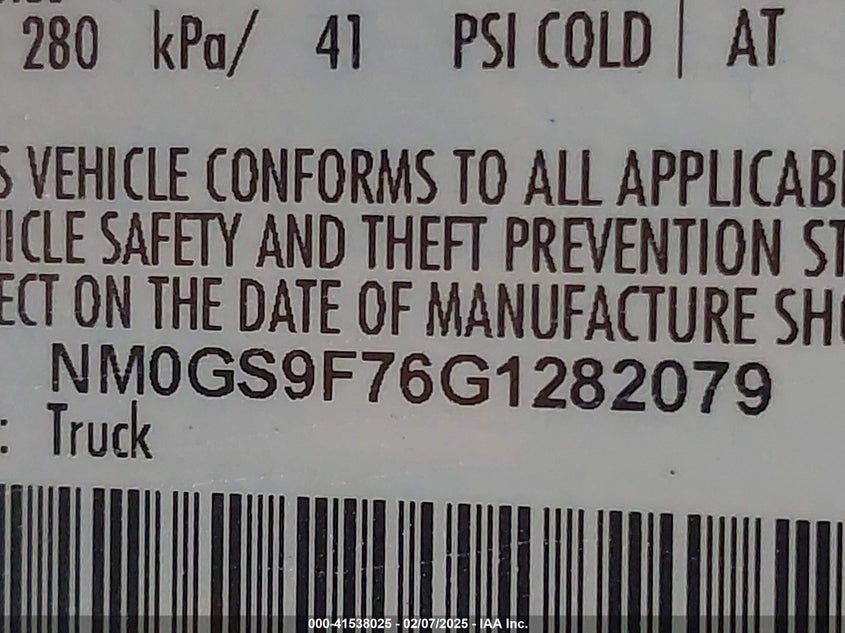 280 kPa/ 41 PSI COLD | AT
S VEHICLE CONFORMS TO ALL APPLICAB
ICLE SAFETY AND THEFT PREVENTION ST
ECT ON THE DATE OF MANUFACTURE SHO
NM0GS9F76G1282079
: Truck
000-41538025 - 02/07/2025 - IAA Inc.